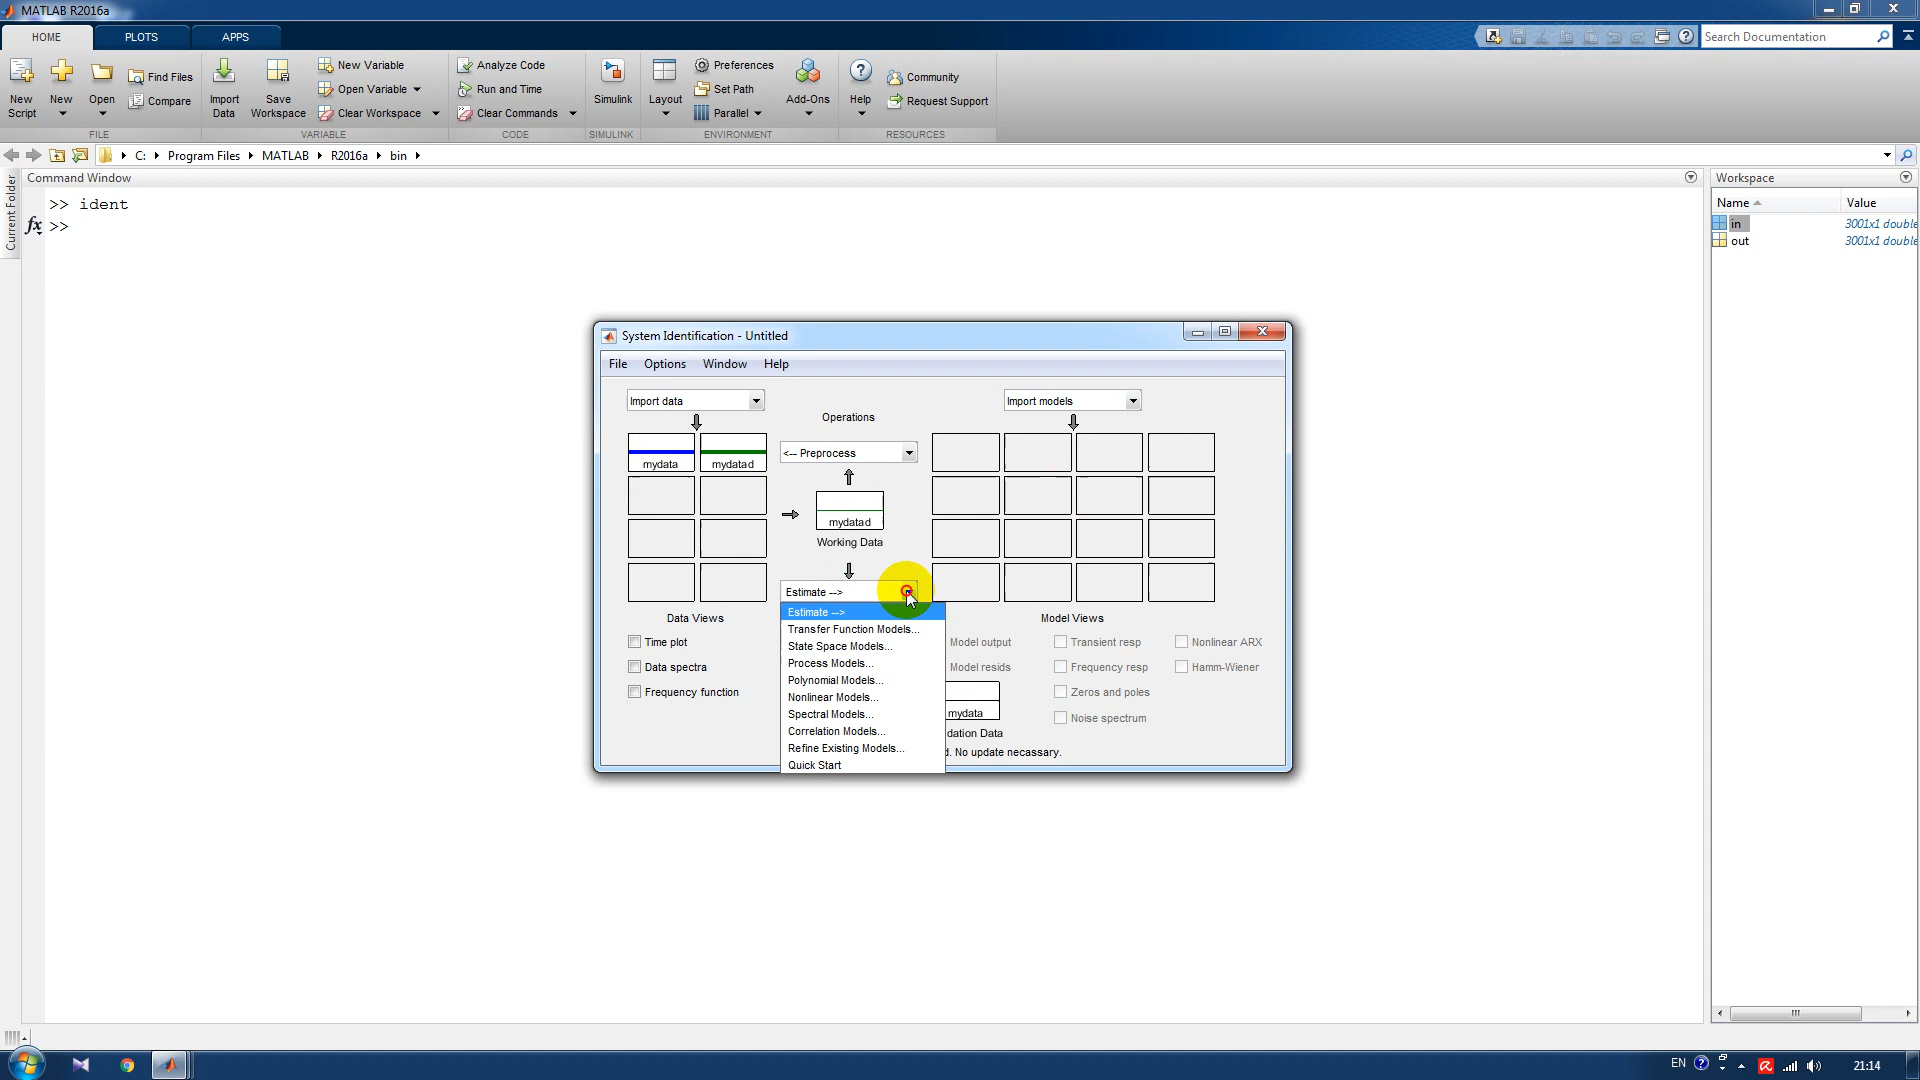 MATLAB R2016a
HOME
PLOTS
APPS
Search Documentation
New Script
New
Open
Find Files
Compare
FILE
Import Data
Save Workspace
New Variable
Open Variable
Clear Workspace
VARIABLE
Analyze Code
Run and Time
Clear Commands
CODE
Simulink
SIMULINK
Layout
Preferences
Set Path
Parallel
ENVIRONMENT
Add-Ons
Help
Community
Request Support
RESOURCES
C:
Program Files
MATLAB
R2016a
bin
Current Folder
Command Window
>> ident
fx >>
Workspace
Name
Value
in
3001x1 double
out
3001x1 double
System Identification - Untitled
File
Options
Window
Help
Import data
Operations
Import models
mydata
mydatad
<-- Preprocess
mydatad
Working Data
Estimate -->
Estimate -->
Transfer Function Models...
State Space Models...
Process Models...
Polynomial Models...
Nonlinear Models...
Spectral Models...
Correlation Models...
Refine Existing Models...
Quick Start
Data Views
Time plot
Data spectra
Frequency function
Model Views
Model output
Model resids
Transient resp
Frequency resp
Zeros and poles
Noise spectrum
Nonlinear ARX
Hamm-Wiener
mydata
dation Data
d. No update necassary.
EN
21:14